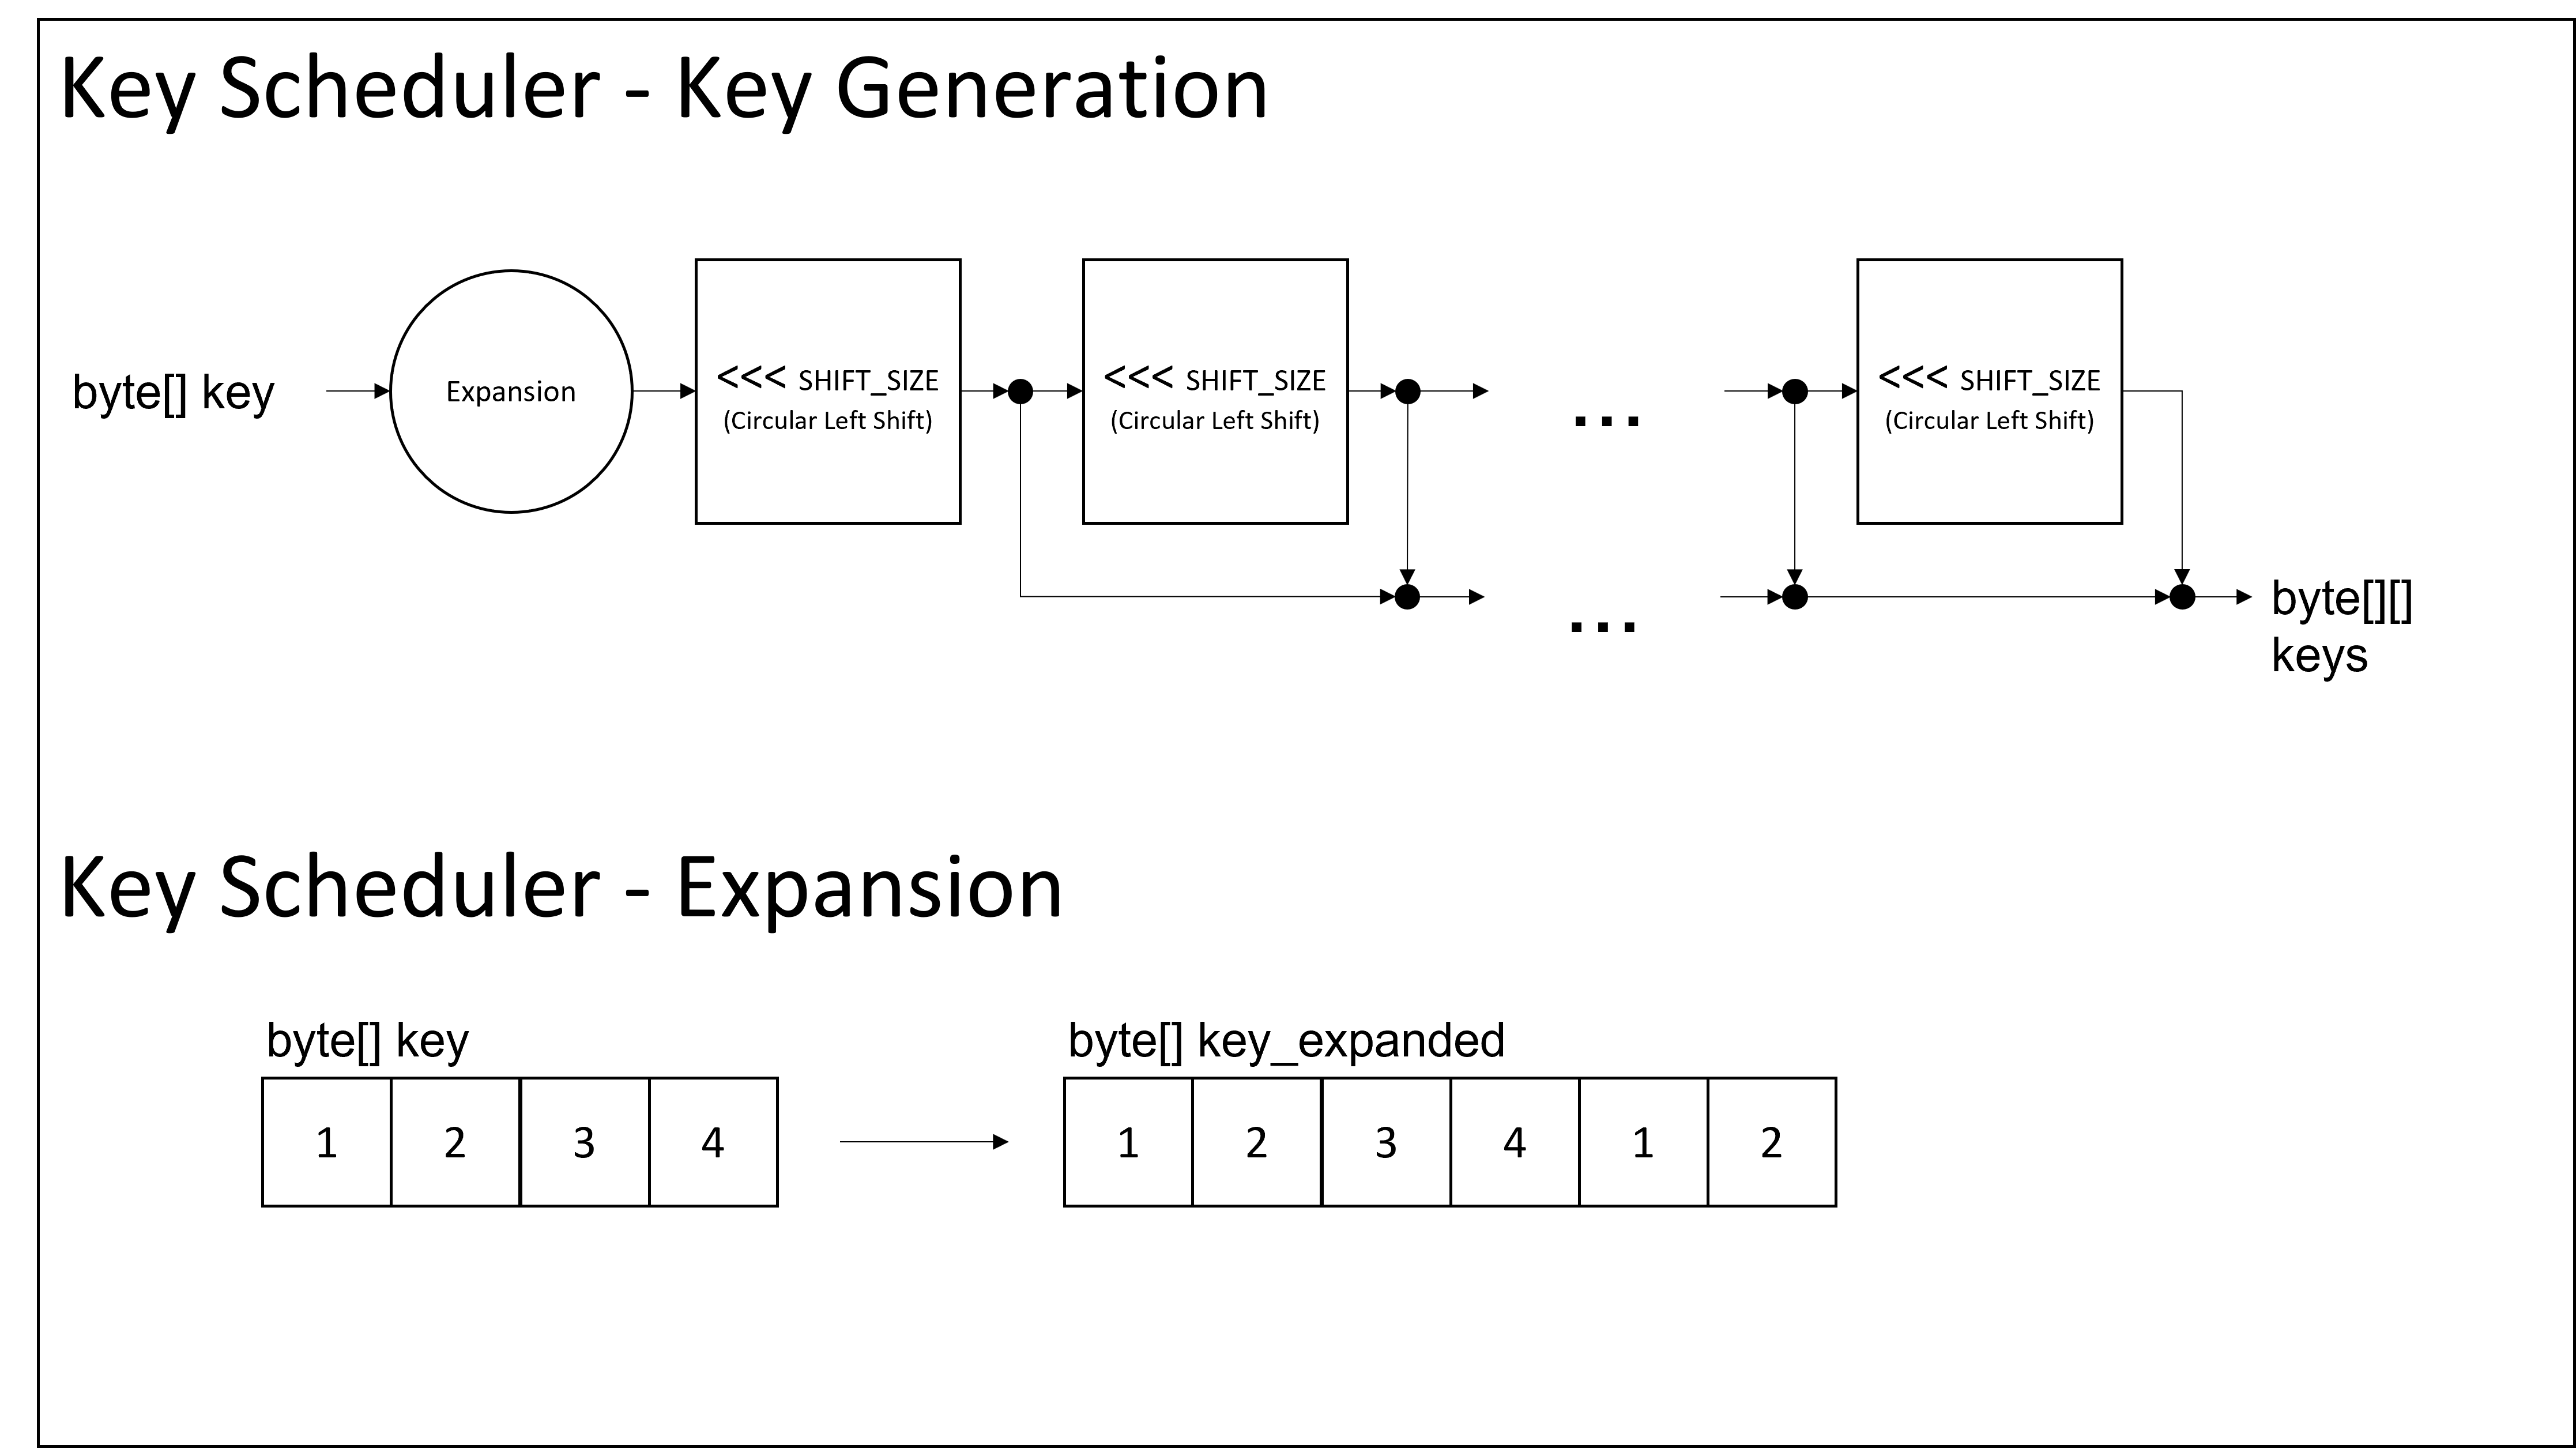 Key Scheduler - Key Generation
byte[] key
Expansion
<<< SHIFT_SIZE
(Circular Left Shift)
<<< SHIFT_SIZE
(Circular Left Shift)
...
<<< SHIFT_SIZE
(Circular Left Shift)
...
byte[][]
keys
Key Scheduler - Expansion
byte[] key
1 2 3 4
byte[] key_expanded
1 2 3 4 1 2